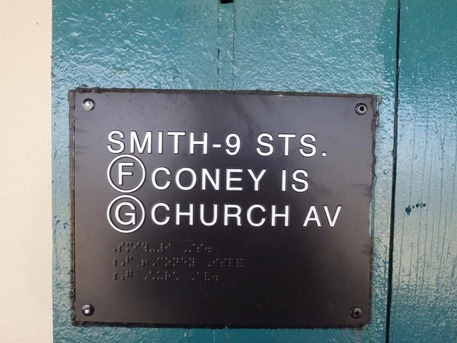 SMITH-9 STS.
F CONEY IS
G CHURCH AV